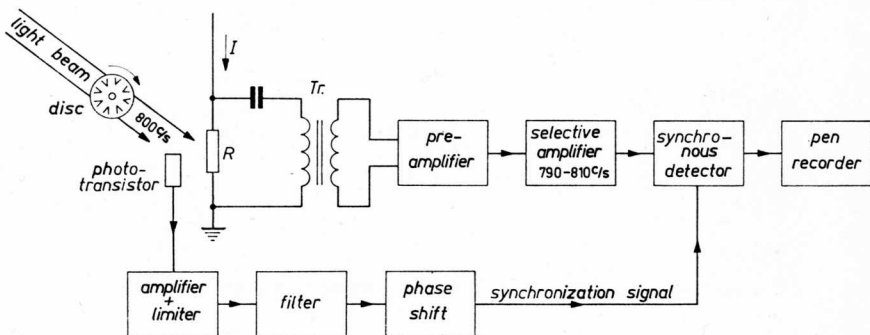 light beam
disc
800c/s
photo-
transistor
I
R
Tr.
pre-
amplifier
selective
amplifier
790-810c/s
synchro-
nous
detector
pen
recorder
amplifier
+
limiter
filter
phase
shift
synchronization signal